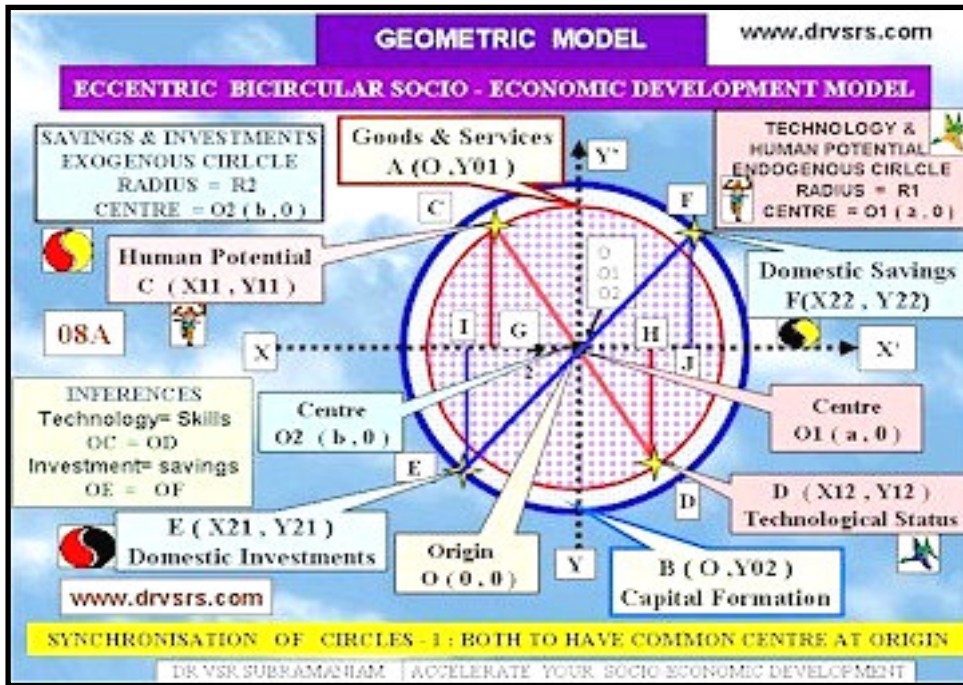 GEOMETRIC MODEL
www.drvsrs.com
ECCENTRIC BICIRCULAR SOCIO - ECONOMIC DEVELOPMENT MODEL
SAVINGS & INVESTMENTS
EXOGENOUS CIRLCLE
RADIUS = R2
CENTRE = O2 ( b, 0 )
Goods & Services
A ( O , Y01 )
Y'
TECHNOLOGY &
HUMAN POTENTIAL
ENDOGENOUS CIRLCLE
RADIUS = R1
CENTRE = O1 ( a , 0 )
C
F
Human Potential
C ( X11 , Y11 )
O
O1
O2
Domestic Savings
F(X22 , Y22)
08A
I
G
H
X
X'
J
INFERENCES
Technology= Skills
OC = OD
Investment= savings
OE = OF
Centre
O2 ( b , 0 )
Centre
O1 ( a , 0 )
E
D
E ( X21 , Y21 )
Domestic Investments
Origin
O ( 0 , 0 )
Y
B ( O , Y02 )
Capital Formation
D ( X12 , Y12 )
Technological Status
www.drvsrs.com
SYNCHRONISATION OF CIRCLES - 1 : BOTH TO HAVE COMMON CENTRE AT ORIGIN
DR VSR SUBRAMANIAM ACCELERATE YOUR SOCIO ECONOMIC DEVELOPMENT